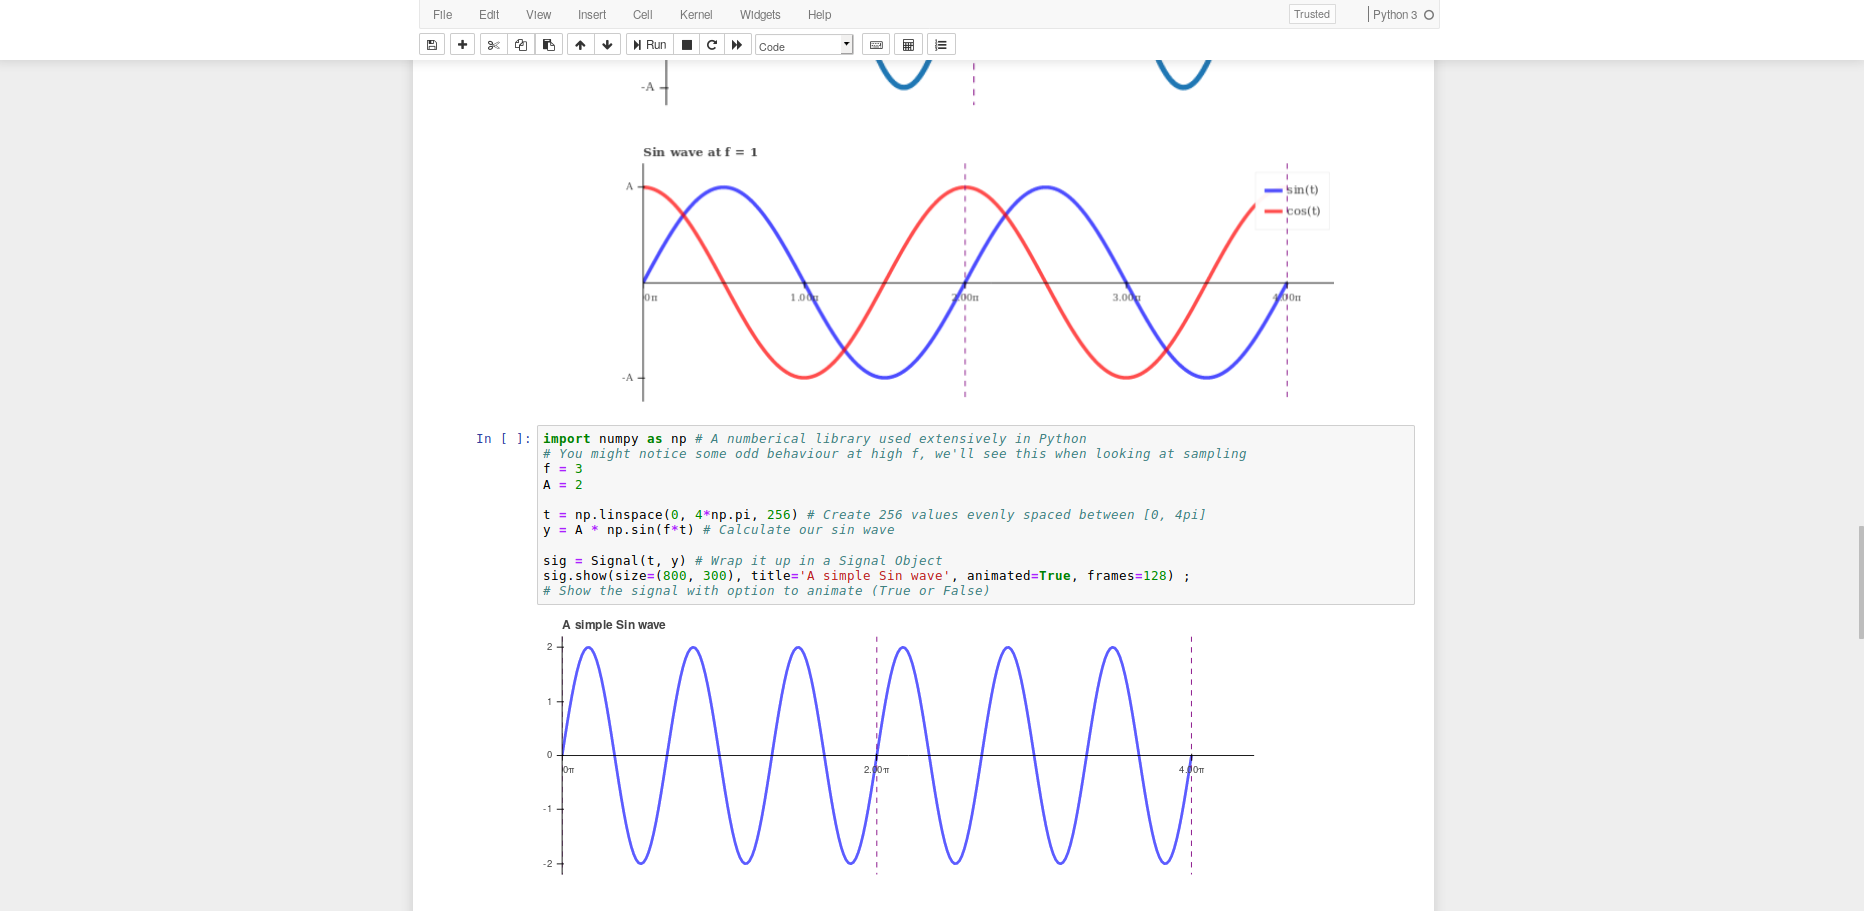 File Edit View Insert Cell Kernel Widgets Help Trusted Python 3
Run Code
-A
Sin wave at f = 1
A
sin(t)
cos(t)
0π 1.00π 2.00π 3.00π 4.00π
-A
In [ ]: import numpy as np # A numberical library used extensively in Python
# You might notice some odd behaviour at high f, we'll see this when looking at sampling
f = 3
A = 2
t = np.linspace(0, 4*np.pi, 256) # Create 256 values evenly spaced between [0, 4pi]
y = A * np.sin(f*t) # Calculate our sin wave
sig = Signal(t, y) # Wrap it up in a Signal Object
sig.show(size=(800, 300), title='A simple Sin wave', animated=True, frames=128) ;
# Show the signal with option to animate (True or False)
A simple Sin wave
2
1
0
0π 2.00π 4.00π
-1
-2